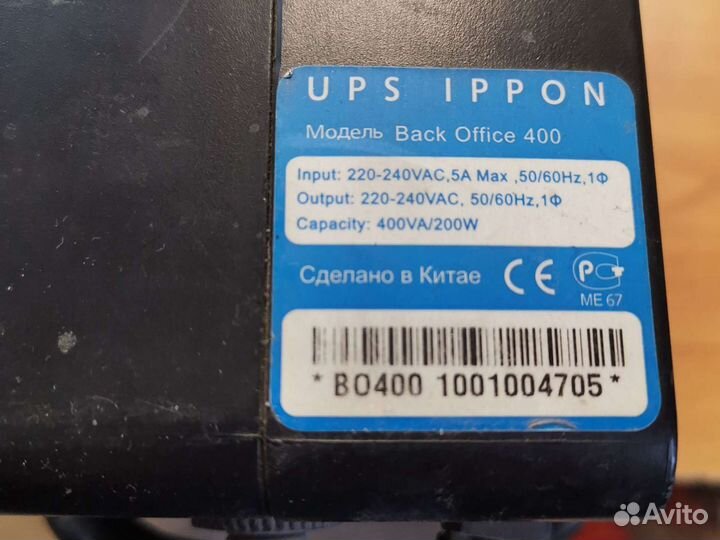 UPS IPPON
Модель Back Office 400
Input: 220-240VAC,5A Max ,50/60Hz,1Ф
Output: 220-240VAC, 50/60Hz,1Ф
Capacity: 400VA/200W
Сделано в Китае CE РСТ
ME 67
* BO400 1001004705 *
Avito